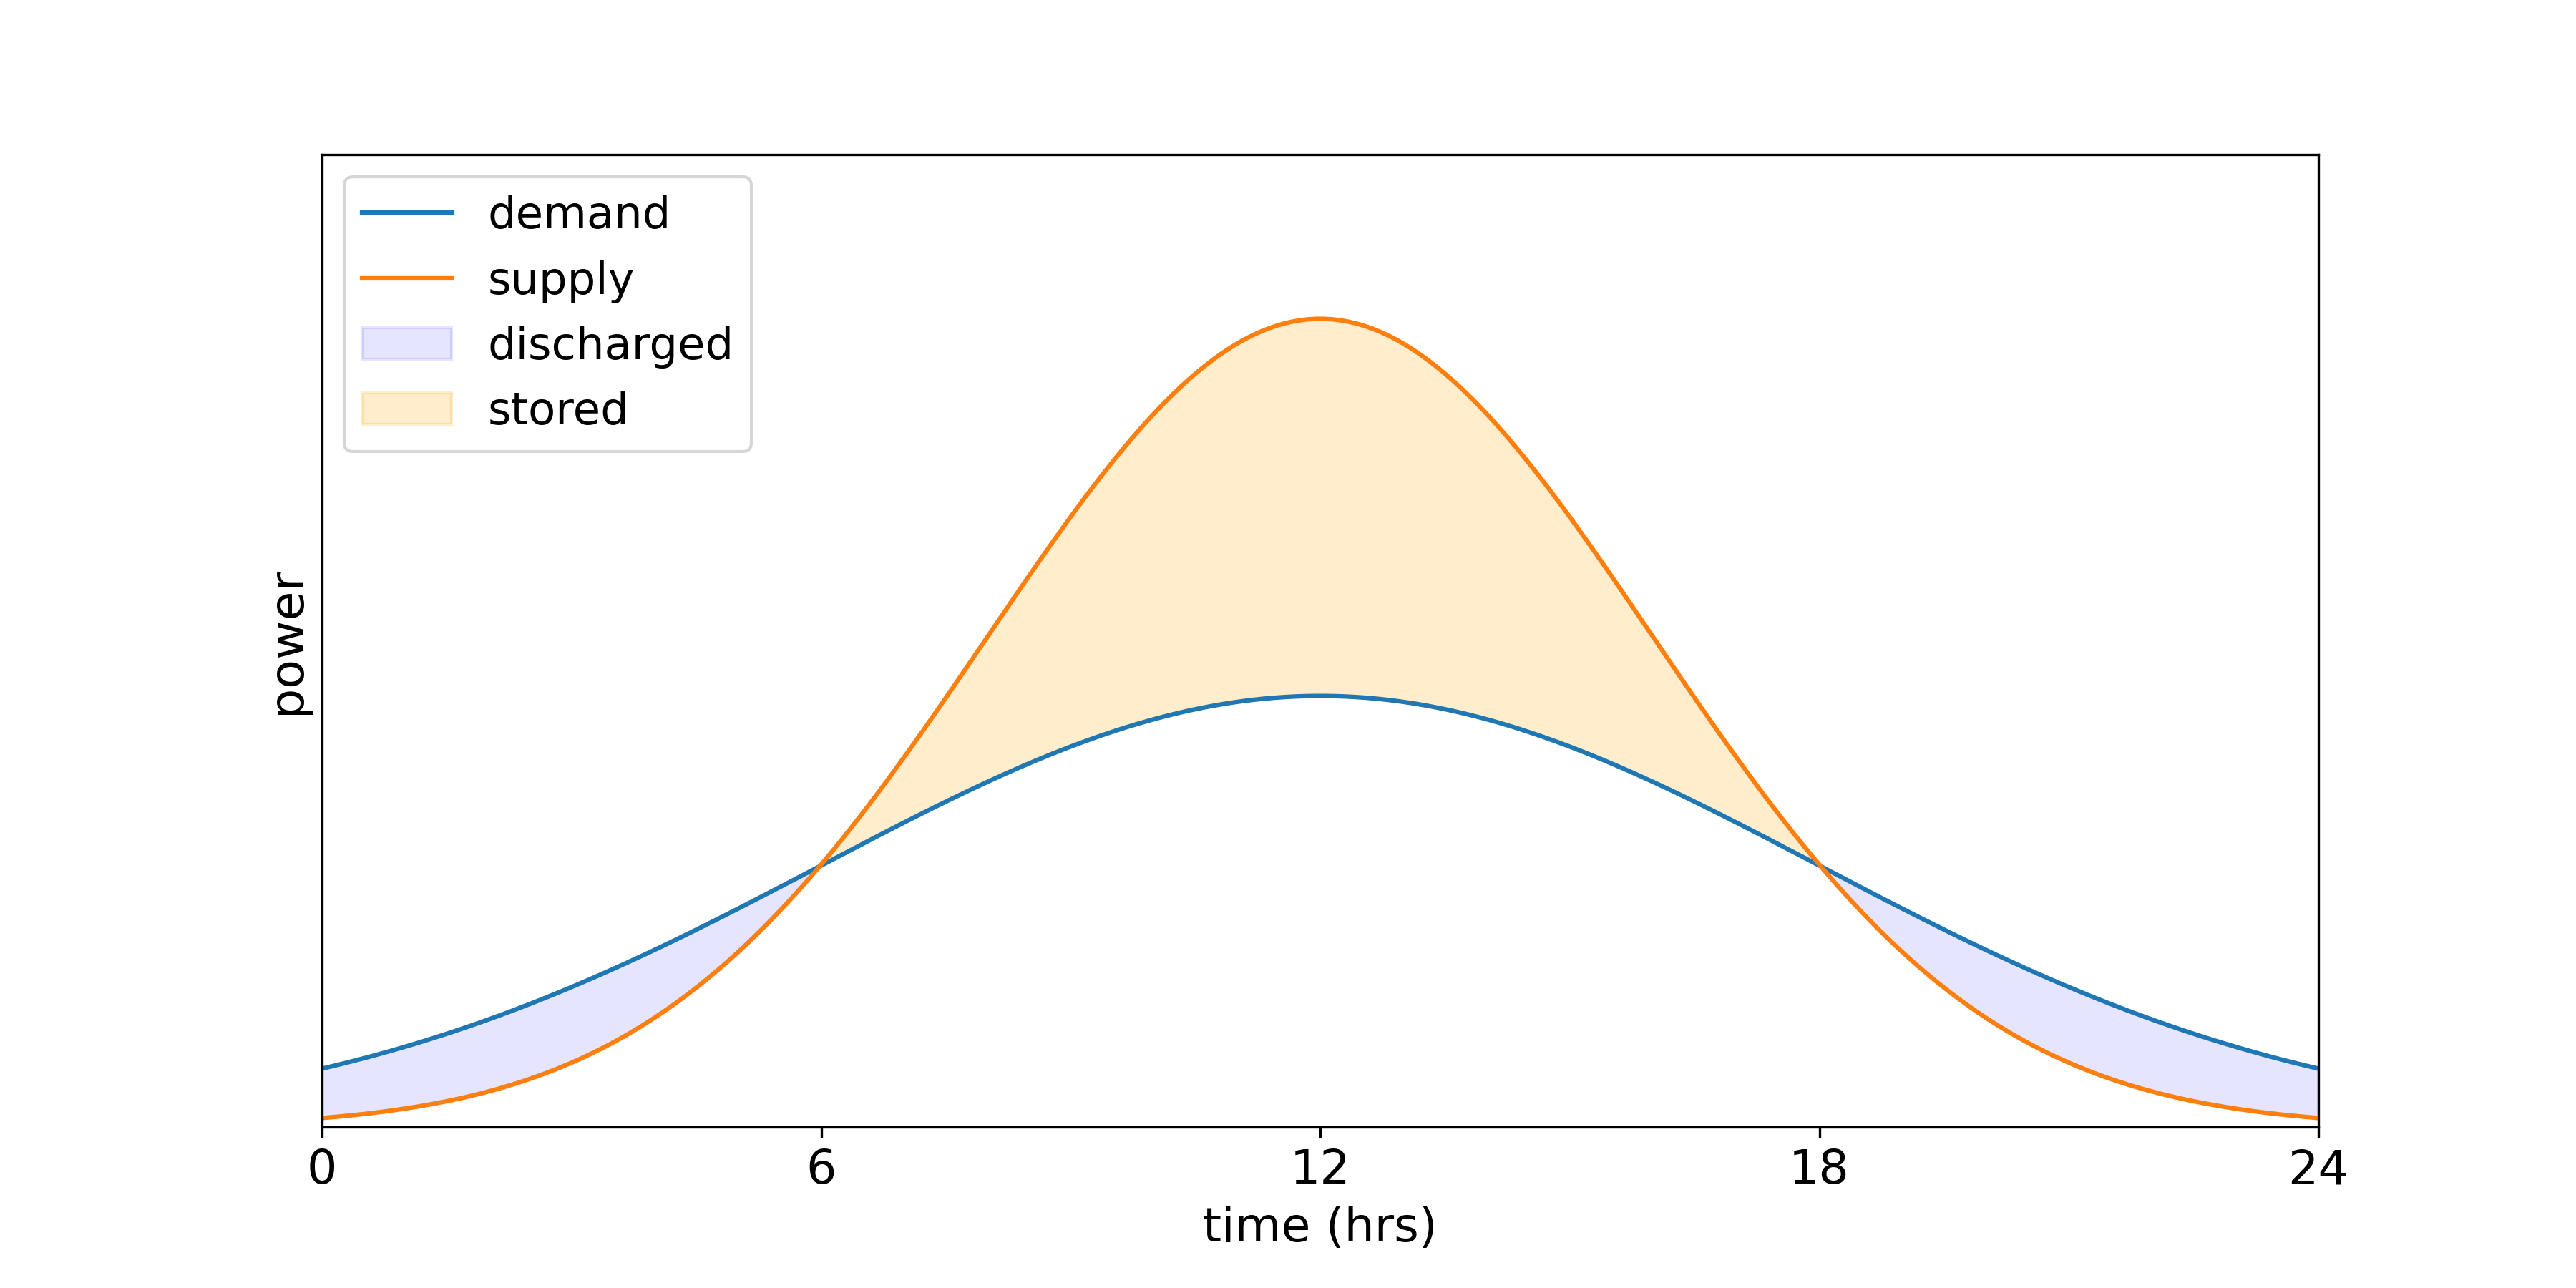 demand
supply
discharged
stored
power
0 6 12 18 24
time (hrs)